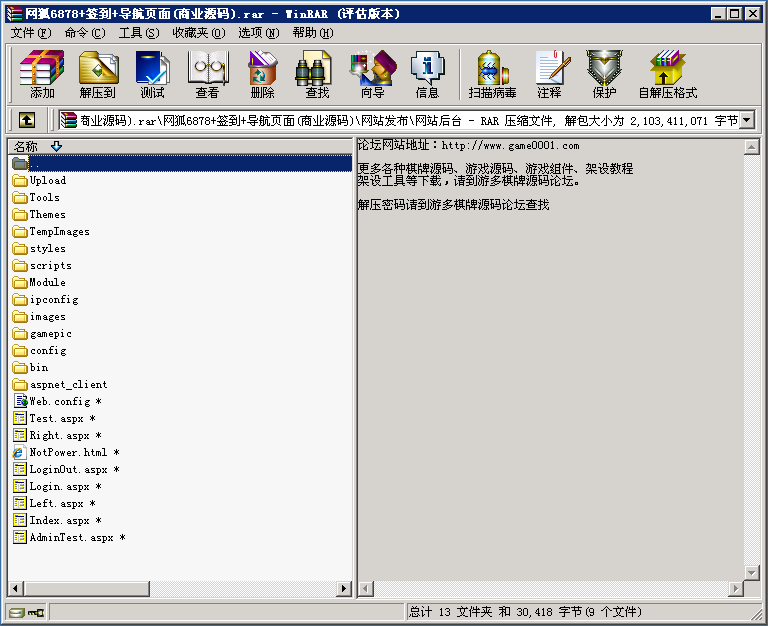 网狐6878+签到+导航页面(商业源码).rar - WinRAR (评估版本)
文件(F) 命令(C) 工具(S) 收藏夹(O) 选项(N) 帮助(H)
添加 解压到 测试 查看 删除 查找 向导 信息 扫描病毒 注释 保护 自解压格式
商业源码).rar\网狐6878+签到+导航页面(商业源码)\网站发布\网站后台 - RAR 压缩文件, 解包大小为 2,103,411,071 字节
名称
..
Upload
Tools
Themes
TempImages
styles
scripts
Module
ipconfig
images
gamepic
config
bin
aspnet_client
Web.config *
Test.aspx *
Right.aspx *
NotPower.html *
LoginOut.aspx *
Login.aspx *
Left.aspx *
Index.aspx *
AdminTest.aspx *
论坛网站地址：http://www.game0001.com
更多各种棋牌源码、游戏源码、游戏组件、架设教程
架设工具等下载，请到游多棋牌源码论坛。
解压密码请到游多棋牌源码论坛查找
总计 13 文件夹 和 30,418 字节(9 个文件)